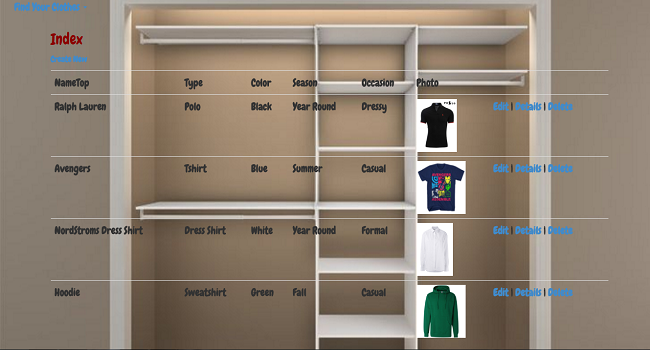 Find Your Clothes
Index
Create New
NameTop Type Color Season Occasion Photo
Ralph Lauren Polo Black Year Round Dressy Edit | Details | Delete
Avengers Tshirt Blue Summer Casual Edit | Details | Delete
NordStroms Dress Shirt Dress Shirt White Year Round Formal Edit | Details | Delete
Noodie Sweatshirt Green Fall Casual Edit | Details | Delete